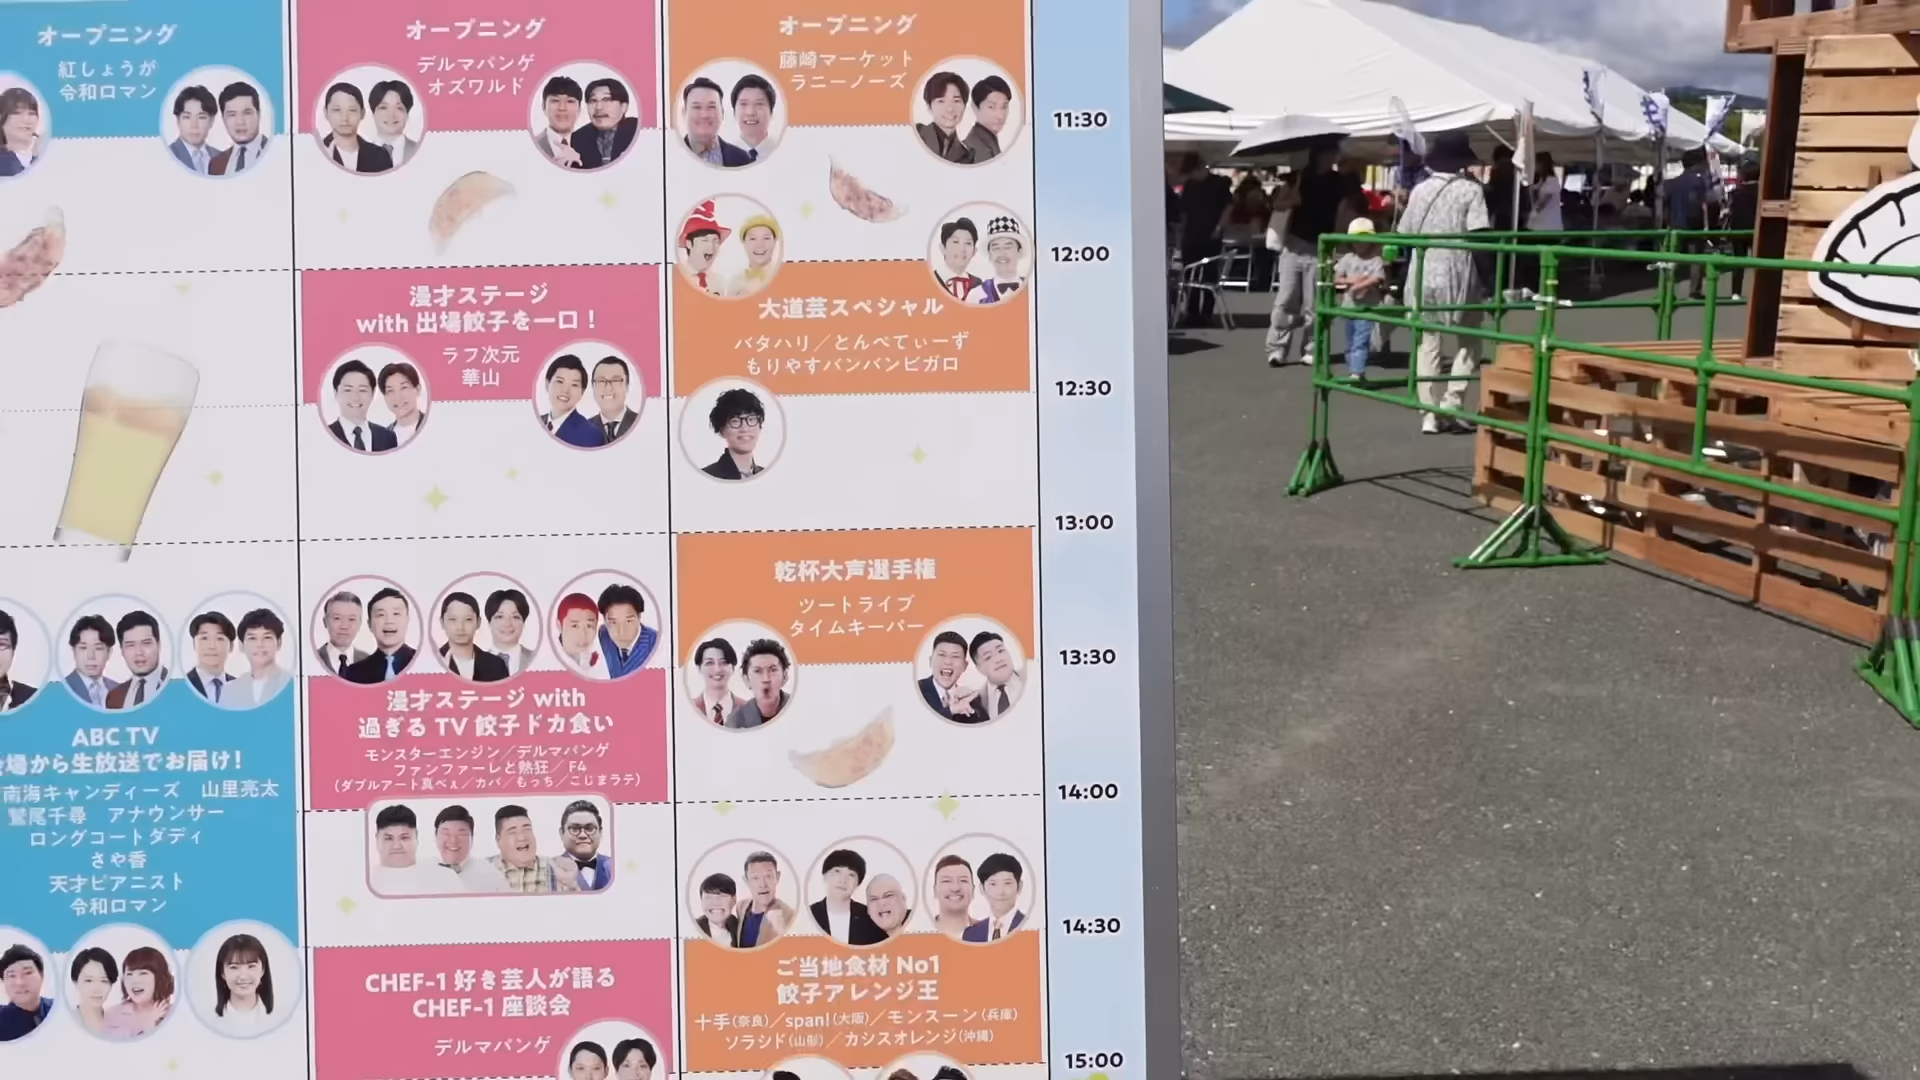 オープニング
紅しょうが
令和ロマン
ABC TV
場から生放送でお届け!
南海キャンディーズ 山里亮太
鷲尾千尋 アナウンサー
ロングコートダディ
さや香
天才ピアニスト
令和ロマン
オープニング
デルマパンゲ
オズワルド
漫才ステージ
with 出場餃子を一口!
ラフ次元
華山
漫才ステージ with
過ぎる TV 餃子ドカ食い
モンスターエンジン/デルマパンゲ
ファンファーレと熱狂/F4
(ダブルアート真べぇ/カバ/もっち/こじまラテ)
CHEF-1 好き芸人が語る
CHEF-1 座談会
デルマパンゲ
オープニング
藤崎マーケット
ラニーノーズ
大道芸スペシャル
バタハリ/とんぺてぃーず
もりやすバンバンビガロ
乾杯大声選手権
ツートライブ
タイムキーパー
ご当地食材 No1
餃子アレンジ王
十手(奈良)/span!(大阪)/モンスーン(兵庫)
ソラシド(山形)/カシスオレンジ(沖縄)
11:30
12:00
12:30
13:00
13:30
14:00
14:30
15:00